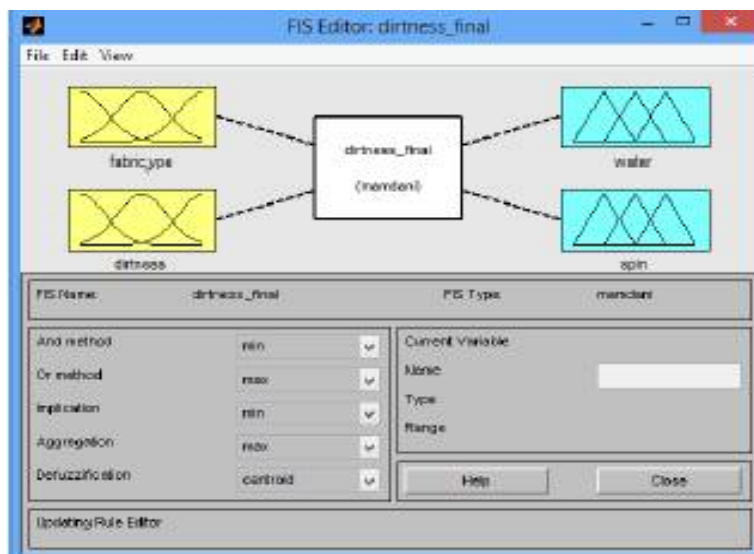 FIS Editor: dirtness_final
File Edit View
fabric_type
dirtness_final
(mamdani)
water
dirtness
spin
FIS Name: dirtness_final FIS Type: mamdani
And method min
Or method max
Implication min
Aggregation max
Defuzzification centroid
Current Variable
Name
Type
Range
Help Close
Updating Rule Editor